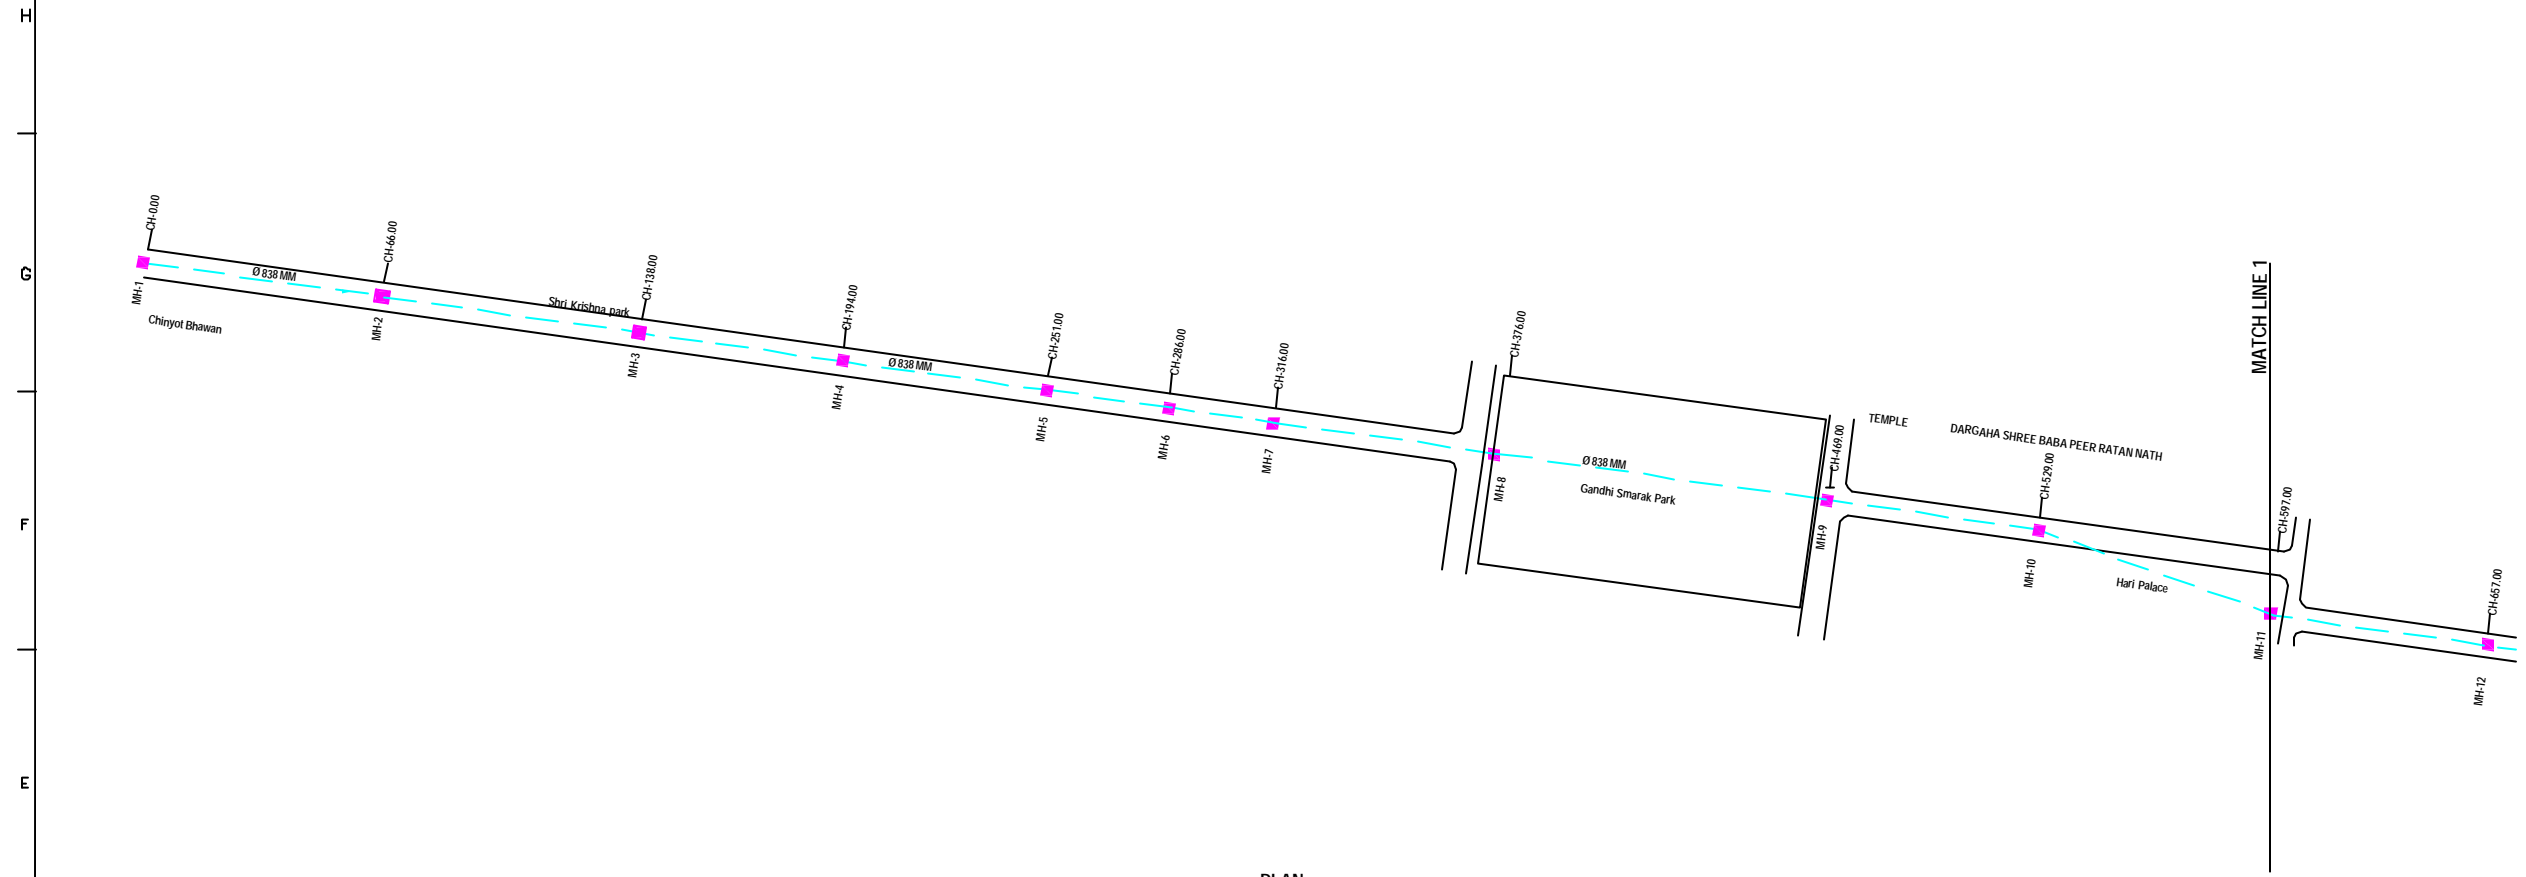 H
G
F
E
CH-0.00
CH-66.00
CH-138.00
CH-194.00
CH-251.00
CH-286.00
CH-316.00
CH-376.00
CH-469.00
CH-529.00
CH-597.00
CH-657.00
MATCH LINE 1
Ø 838 MM
Shri Krishna park
Ø 838 MM
Ø 838 MM
Gandhi Smarak Park
TEMPLE
DARGAHA SHREE BABA PEER RATAN NATH
Hari Palace
Chinyot Bhawan
MH-1
MH-2
MH-3
MH-4
MH-5
MH-6
MH-7
MH-8
MH-9
MH-10
MH-11
MH-12
PLAN